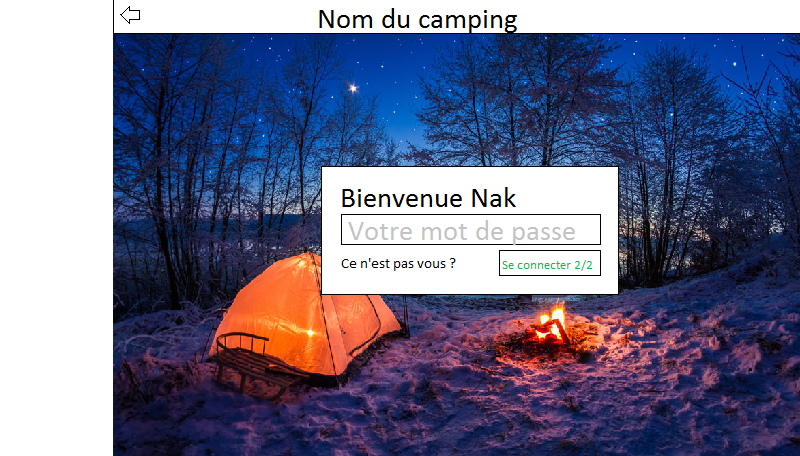 Nom du camping
Bienvenue Nak
Votre mot de passe
Ce n'est pas vous ?
Se connecter 2/2